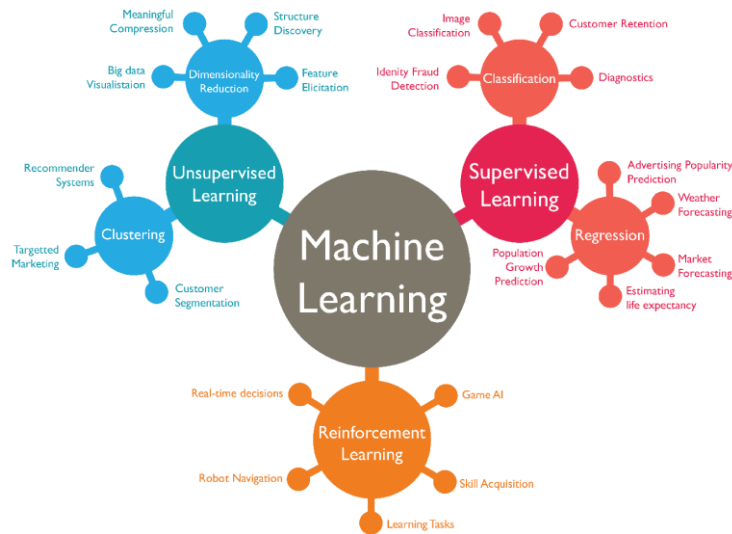 Meaningful
Compression
Structure
Discovery
Big data
Visualistaion
Dimensionality
Reduction
Feature
Elicitation
Image
Classification
Customer Retention
Idenity Fraud
Detection
Classification
Diagnostics
Unsupervised
Learning
Supervised
Learning
Recommender
Systems
Clustering
Targetted
Marketing
Customer
Segmentation
Machine
Learning
Advertising Popularity
Prediction
Weather
Forecasting
Regression
Population
Growth
Prediction
Market
Forecasting
Estimating
life expectancy
Real-time decisions
Game AI
Reinforcement
Learning
Robot Navigation
Skill Acquisition
Learning Tasks